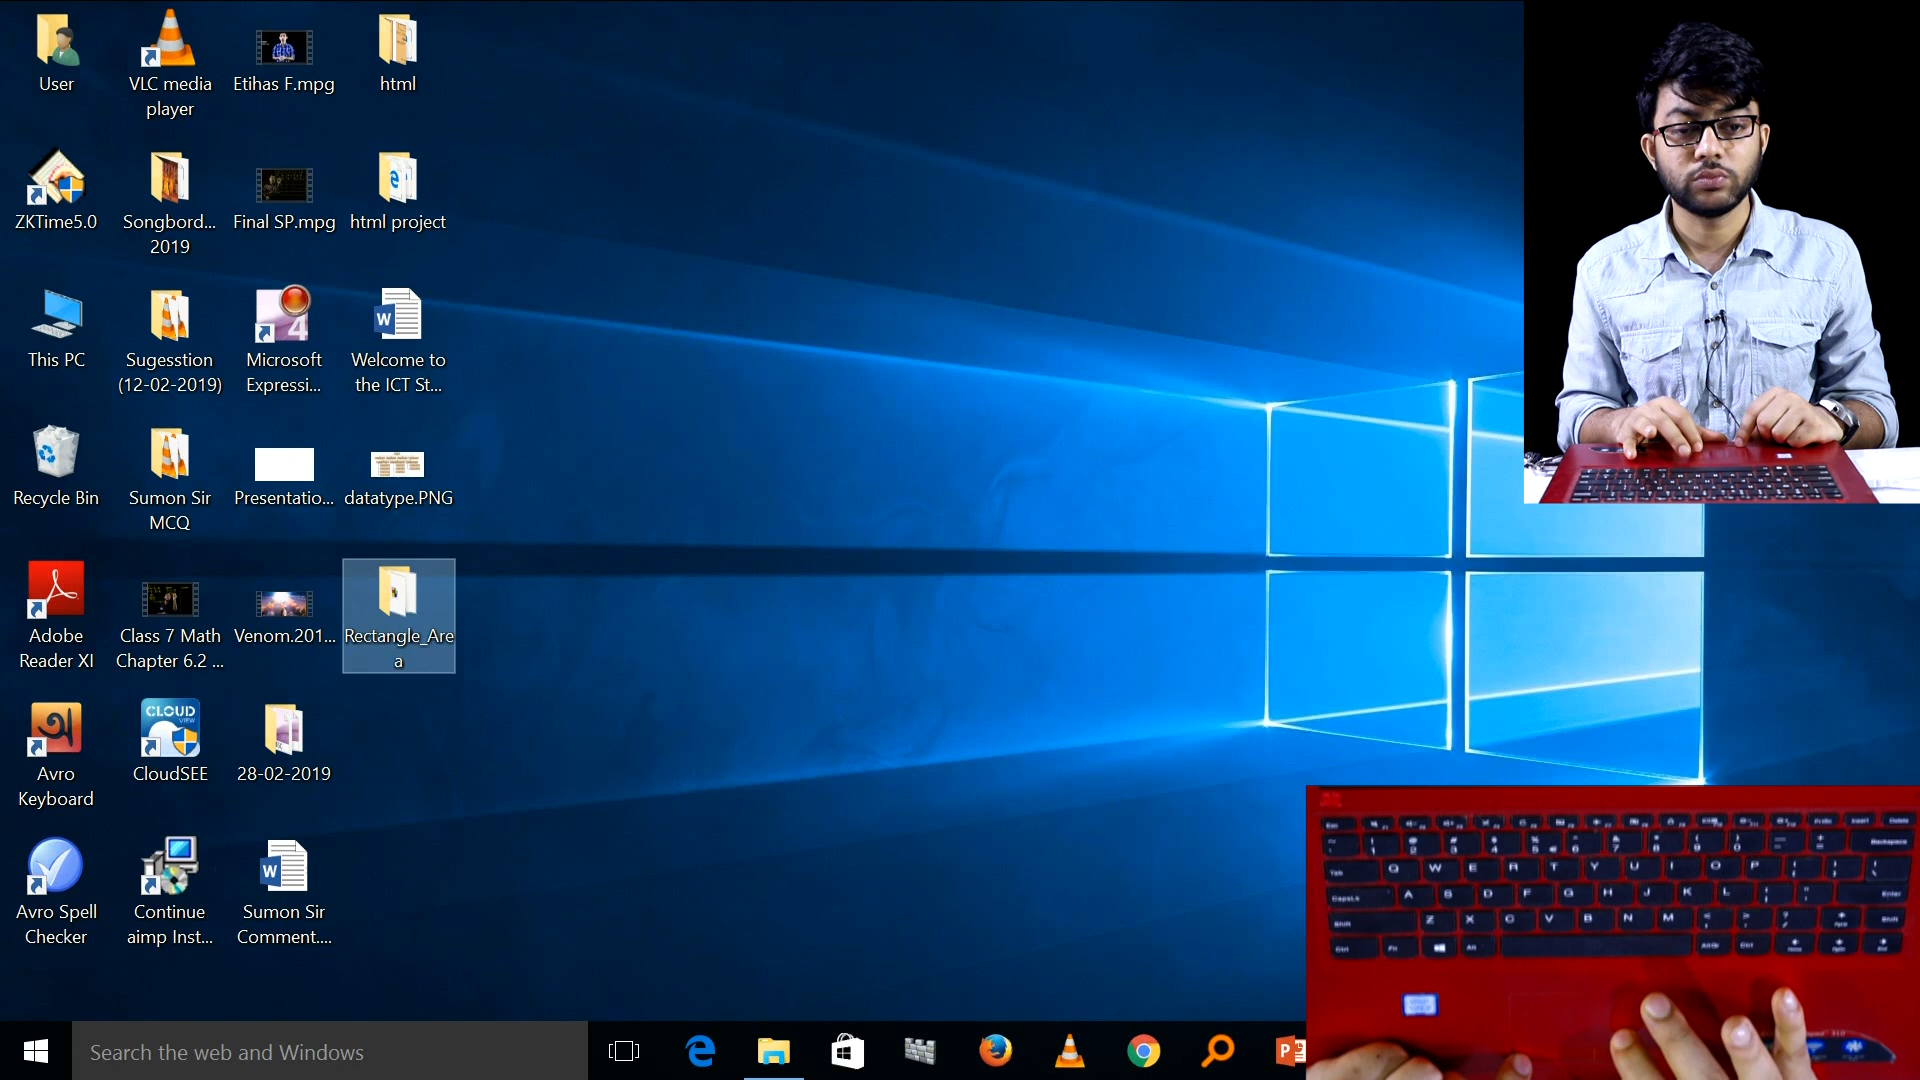 User
VLC media
player
Etihas F.mpg
html
ZKTime5.0
Songbord...
2019
Final SP.mpg
html project
This PC
Sugesstion
(12-02-2019)
Microsoft
Expressi...
Welcome to
the ICT St...
Recycle Bin
Sumon Sir
MCQ
Presentatio...
datatype.PNG
Adobe
Reader XI
Class 7 Math
Chapter 6.2 ...
Venom.201...
Rectangle_Are
a
Avro
Keyboard
CLOUD
VIEW
CloudSEE
28-02-2019
Avro Spell
Checker
Continue
aimp Inst...
Sumon Sir
Comment....
Search the web and Windows
Q W E R T Y U I O P
A S D F G H J K L
Z X C V B N M